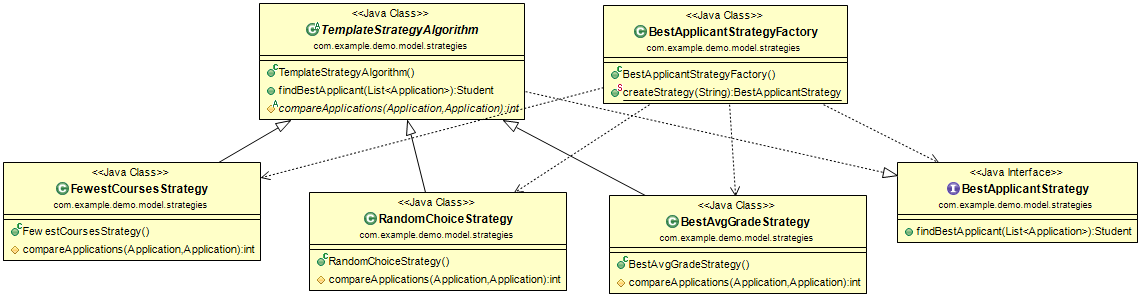 <<Java Class>>
TemplateStrategyAlgorithm
com.example.demo.model.strategies
TemplateStrategyAlgorithm()
findBestApplicant(List<Application>):Student
compareApplications(Application,Application):int
<<Java Class>>
BestApplicantStrategyFactory
com.example.demo.model.strategies
BestApplicantStrategyFactory()
createStrategy(String):BestApplicantStrategy
<<Java Class>>
FewestCoursesStrategy
com.example.demo.model.strategies
FewestCoursesStrategy()
compareApplications(Application,Application):int
<<Java Class>>
RandomChoiceStrategy
com.example.demo.model.strategies
RandomChoiceStrategy()
compareApplications(Application,Application):int
<<Java Class>>
BestAvgGradeStrategy
com.example.demo.model.strategies
BestAvgGradeStrategy()
compareApplications(Application,Application):int
<<Java Interface>>
BestApplicantStrategy
com.example.demo.model.strategies
findBestApplicant(List<Application>):Student